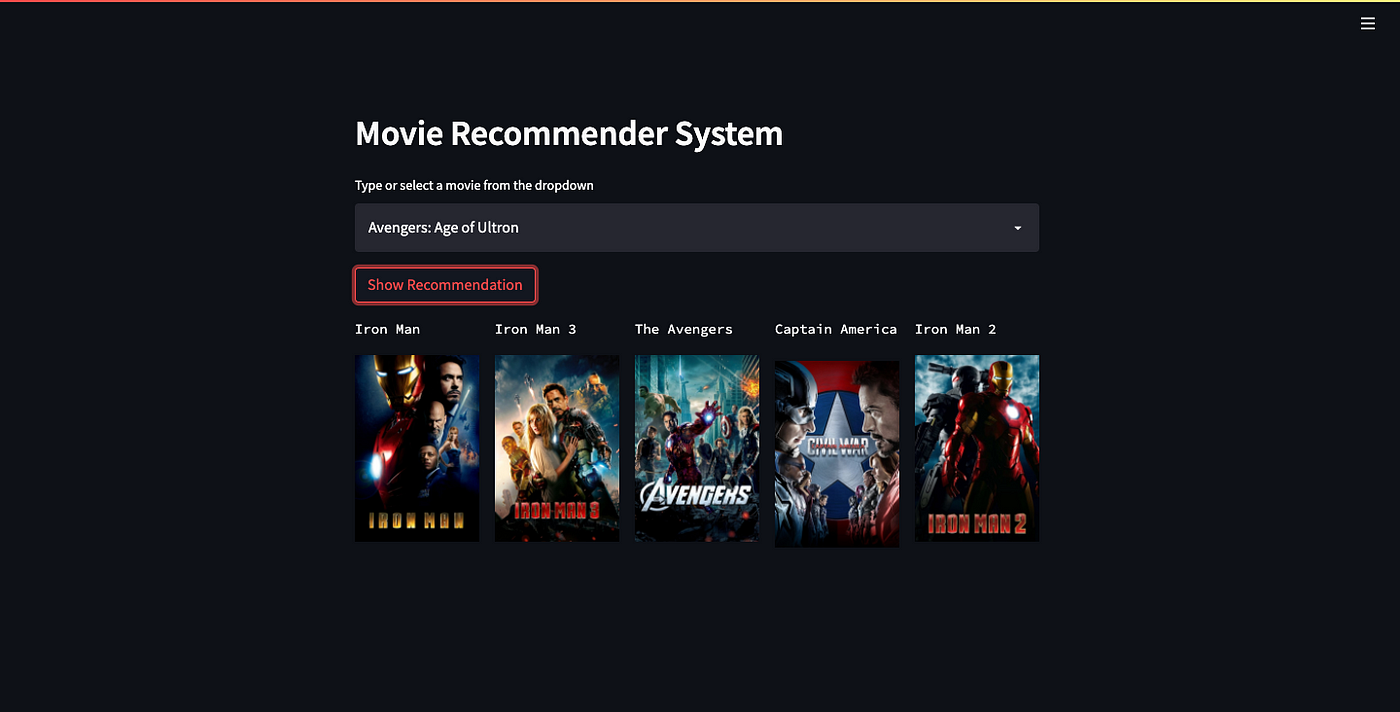 Movie Recommender System
Type or select a movie from the dropdown
Avengers: Age of Ultron
Show Recommendation
Iron Man
Iron Man 3
The Avengers
Captain America
Iron Man 2
IRON MAN
IRON MAN 3
AVENGERS
CIVIL WAR
IRON MAN 2